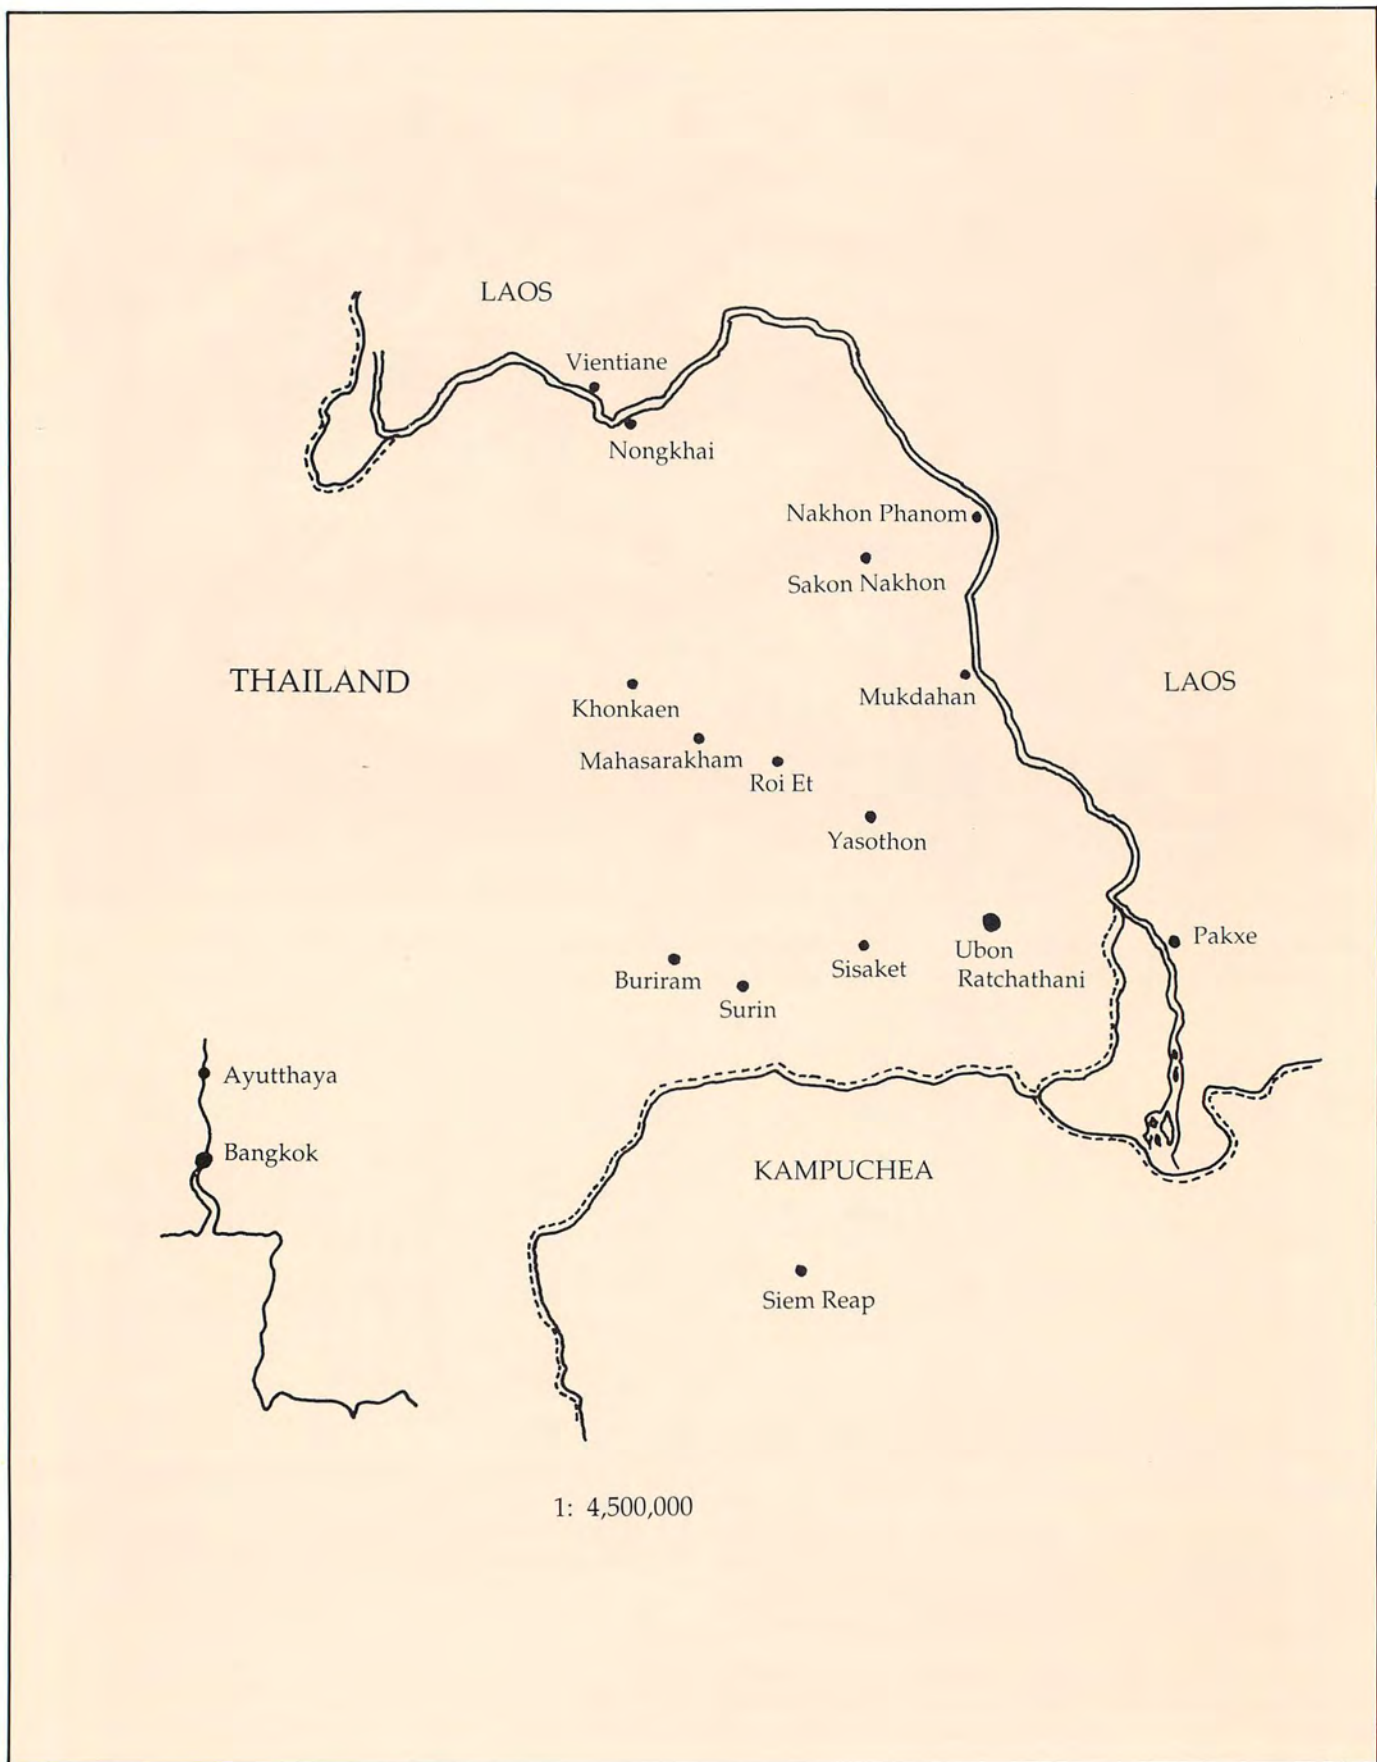 LAOS
Vientiane
Nongkhai
Nakhon Phanom
Sakon Nakhon
THAILAND
LAOS
Khonkaen
Mukdahan
Mahasarakham
Roi Et
Yasothon
Ubon
Ratchathani
Pakxe
Sisaket
Buriram
Surin
Ayutthaya
Bangkok
KAMPUCHEA
Siem Reap
1: 4,500,000